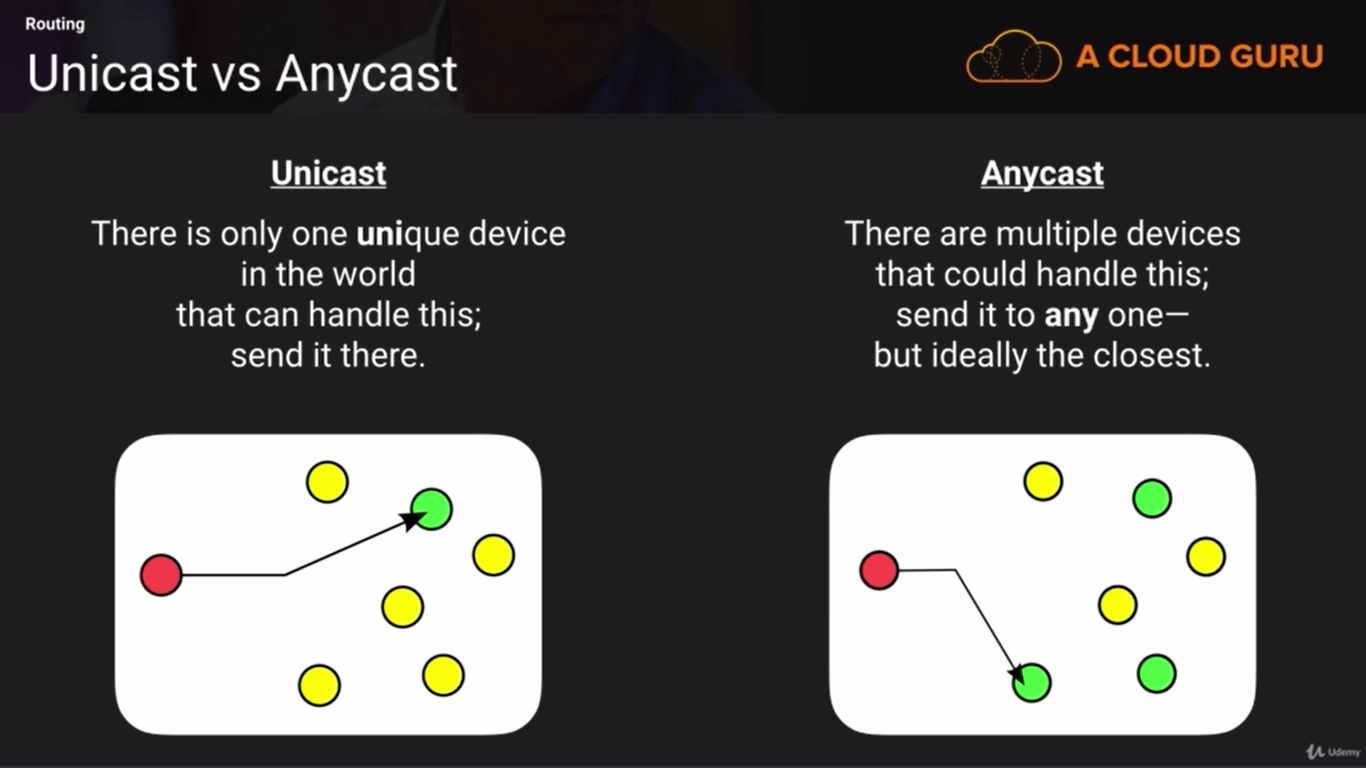 Routing
Unicast vs Anycast
A CLOUD GURU
Unicast
There is only one unique device
in the world
that can handle this;
send it there.
Anycast
There are multiple devices
that could handle this;
send it to any one—
but ideally the closest.
Udemy